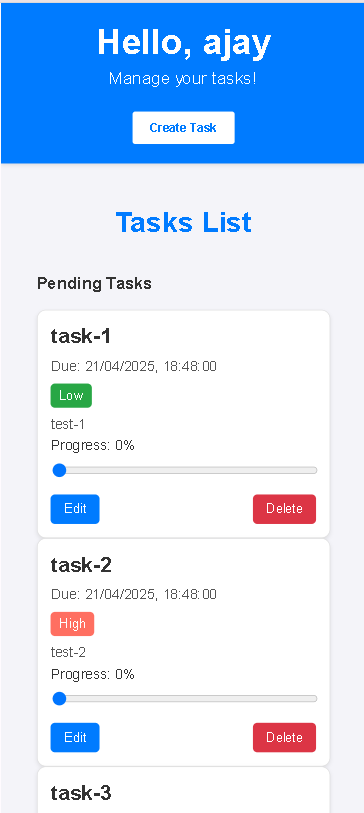 Hello, ajay
Manage your tasks!
Create Task
Tasks List
Pending Tasks
task-1
Due: 21/04/2025, 18:48:00
Low
test-1
Progress: 0%
Edit Delete
task-2
Due: 21/04/2025, 18:48:00
High
test-2
Progress: 0%
Edit Delete
task-3